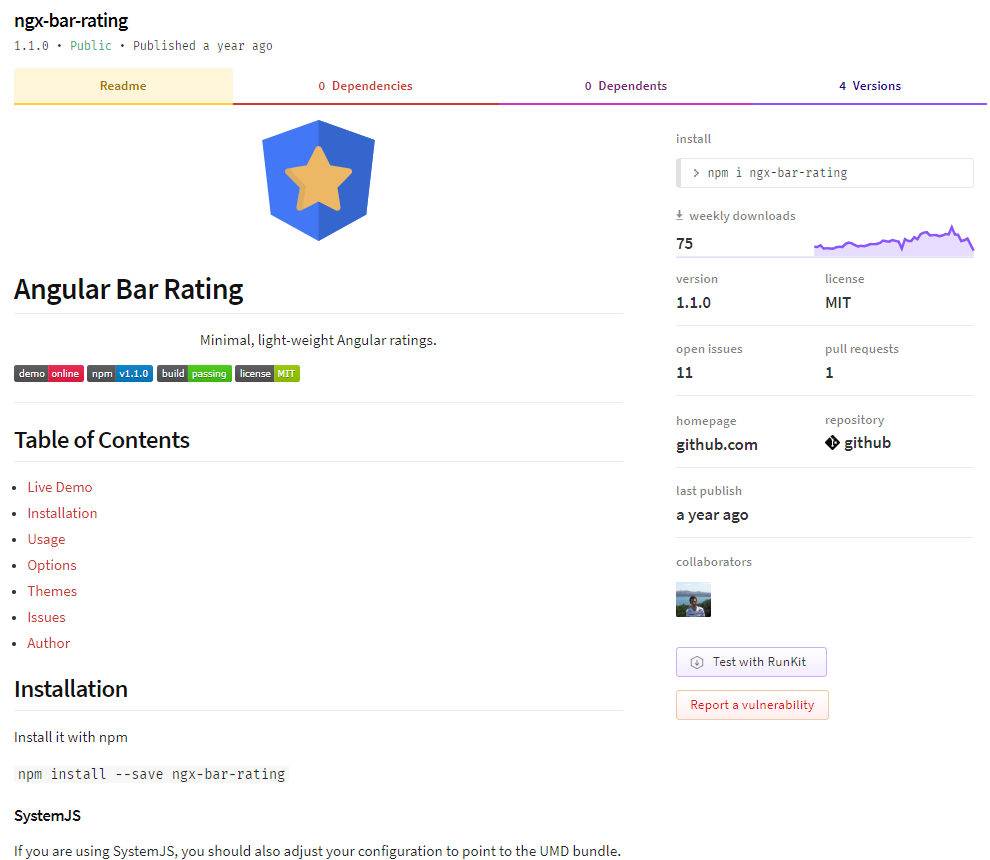 ngx-bar-rating
1.1.0 • Public • Published a year ago
Readme
0 Dependencies
0 Dependents
4 Versions
Angular Bar Rating
Minimal, light-weight Angular ratings.
demo online npm v1.1.0 build passing license MIT
Table of Contents
• Live Demo
• Installation
• Usage
• Options
• Themes
• Issues
• Author
Installation
Install it with npm
npm install --save ngx-bar-rating
SystemJS
If you are using SystemJS, you should also adjust your configuration to point to the UMD bundle.
install
> npm i ngx-bar-rating
weekly downloads
75
version
1.1.0
license
MIT
open issues
11
pull requests
1
homepage
github.com
repository
github
last publish
a year ago
collaborators
Test with RunKit
Report a vulnerability